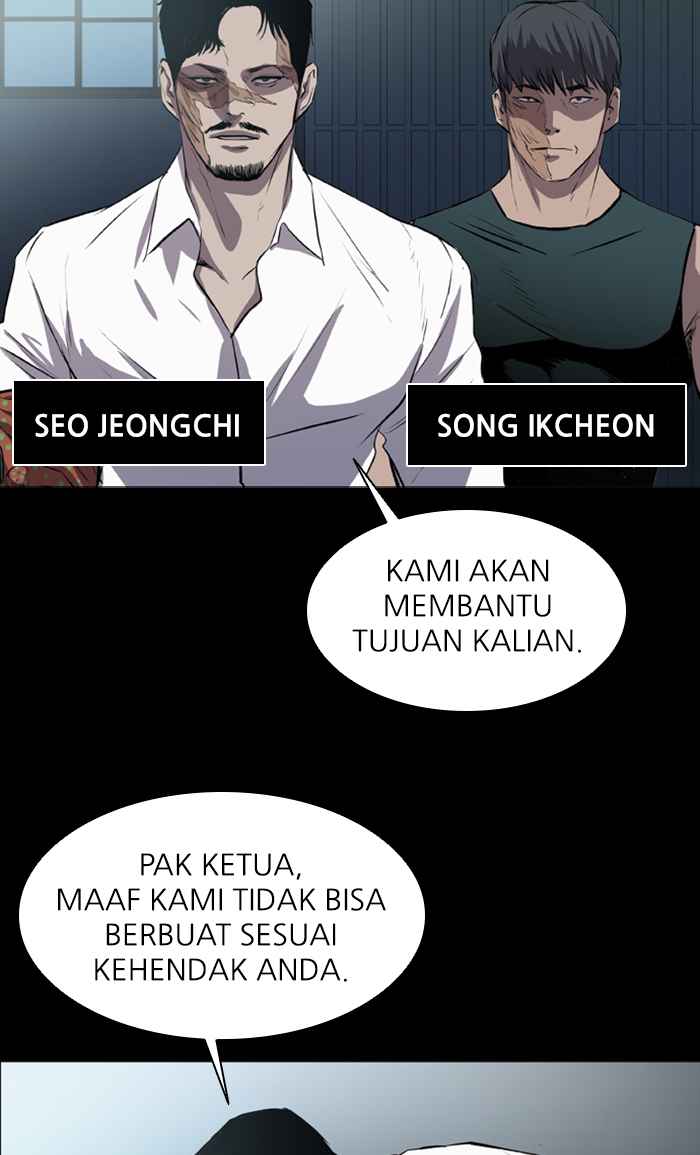 SEO JEONGCHI
SONG IKCHEON
KAMI AKAN
MEMBANTU
TUJUAN KALIAN.
PAK KETUA,
MAAF KAMI TIDAK BISA
BERBUAT SESUAI
KEHENDAK ANDA.